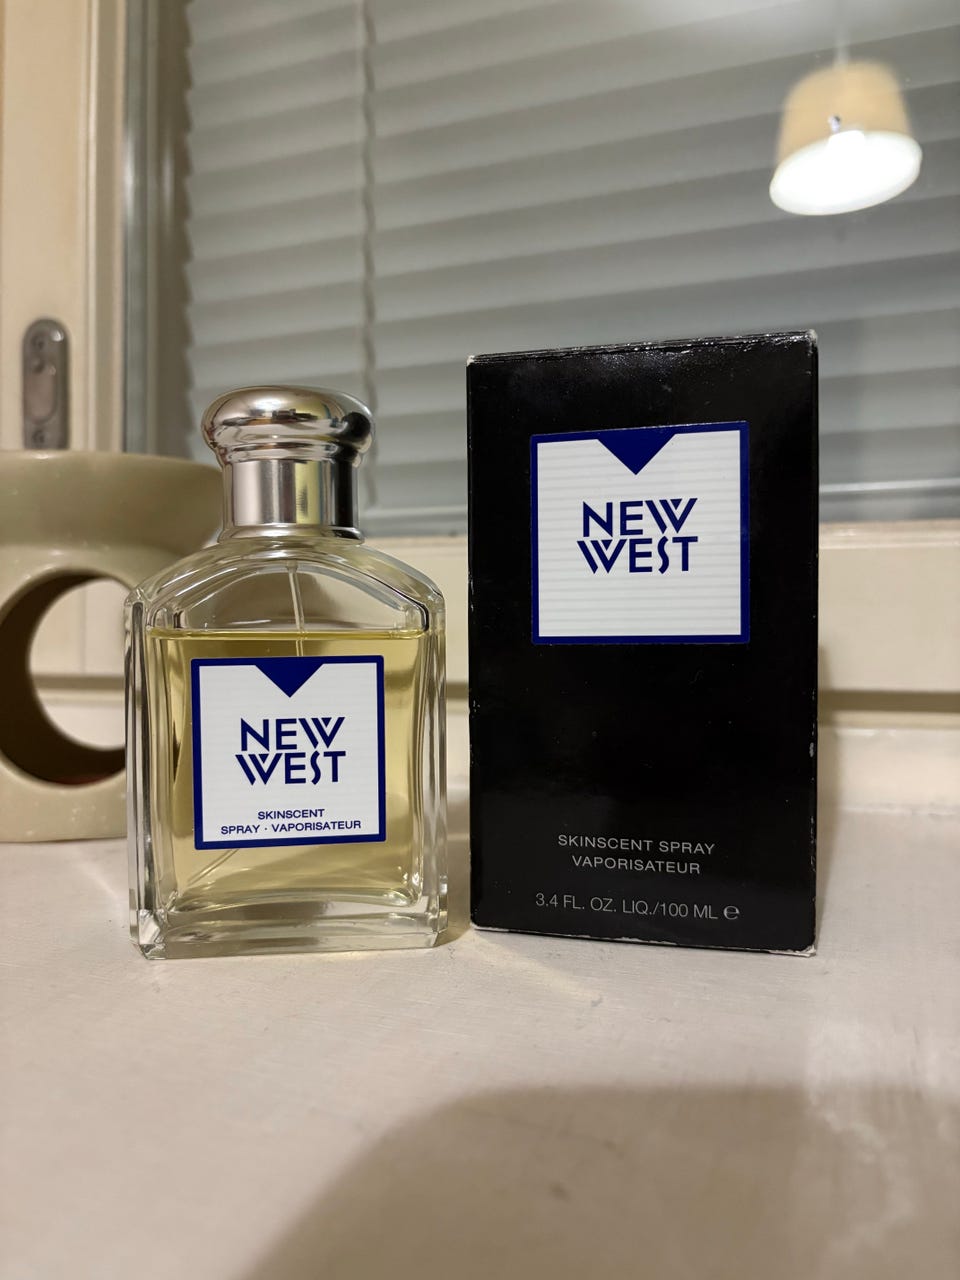 NEW
WEST
SKINSCENT
SPRAY · VAPORISATEUR
NEW
WEST
SKINSCENT SPRAY
VAPORISATEUR
3.4 FL. OZ. LIQ./100 ML ℮